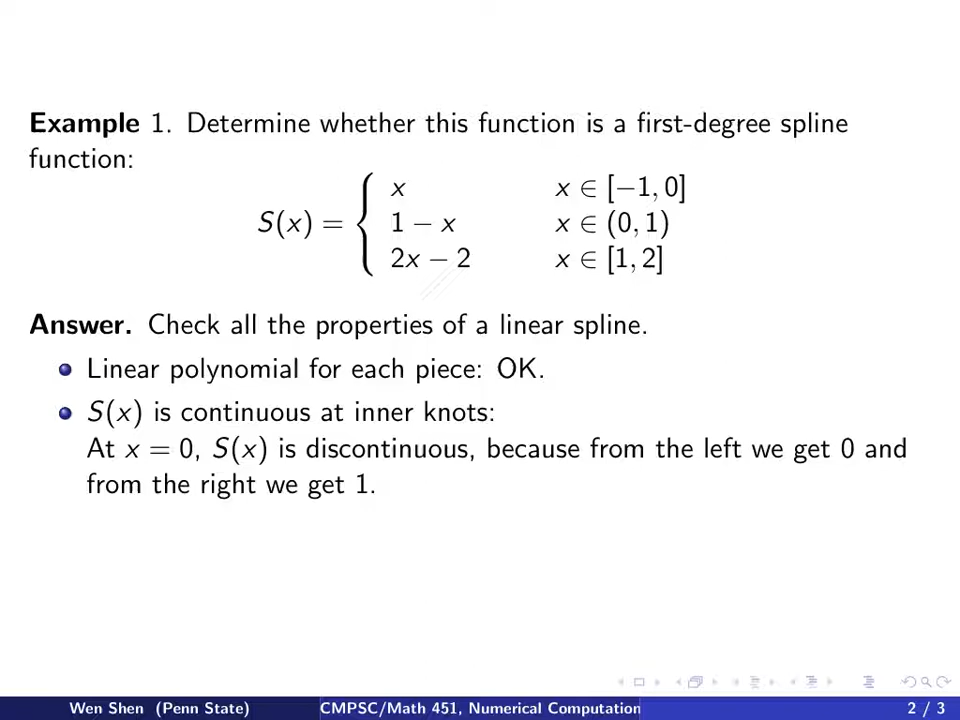 Example 1. Determine whether this function is a first-degree spline
function:
S(x) = { x x ∈ [−1, 0]
1 − x x ∈ (0, 1)
2x − 2 x ∈ [1, 2]
Answer. Check all the properties of a linear spline.
Linear polynomial for each piece: OK.
S(x) is continuous at inner knots:
At x = 0, S(x) is discontinuous, because from the left we get 0 and
from the right we get 1.
Wen Shen (Penn State) CMPSC/Math 451, Numerical Computation 2 / 3